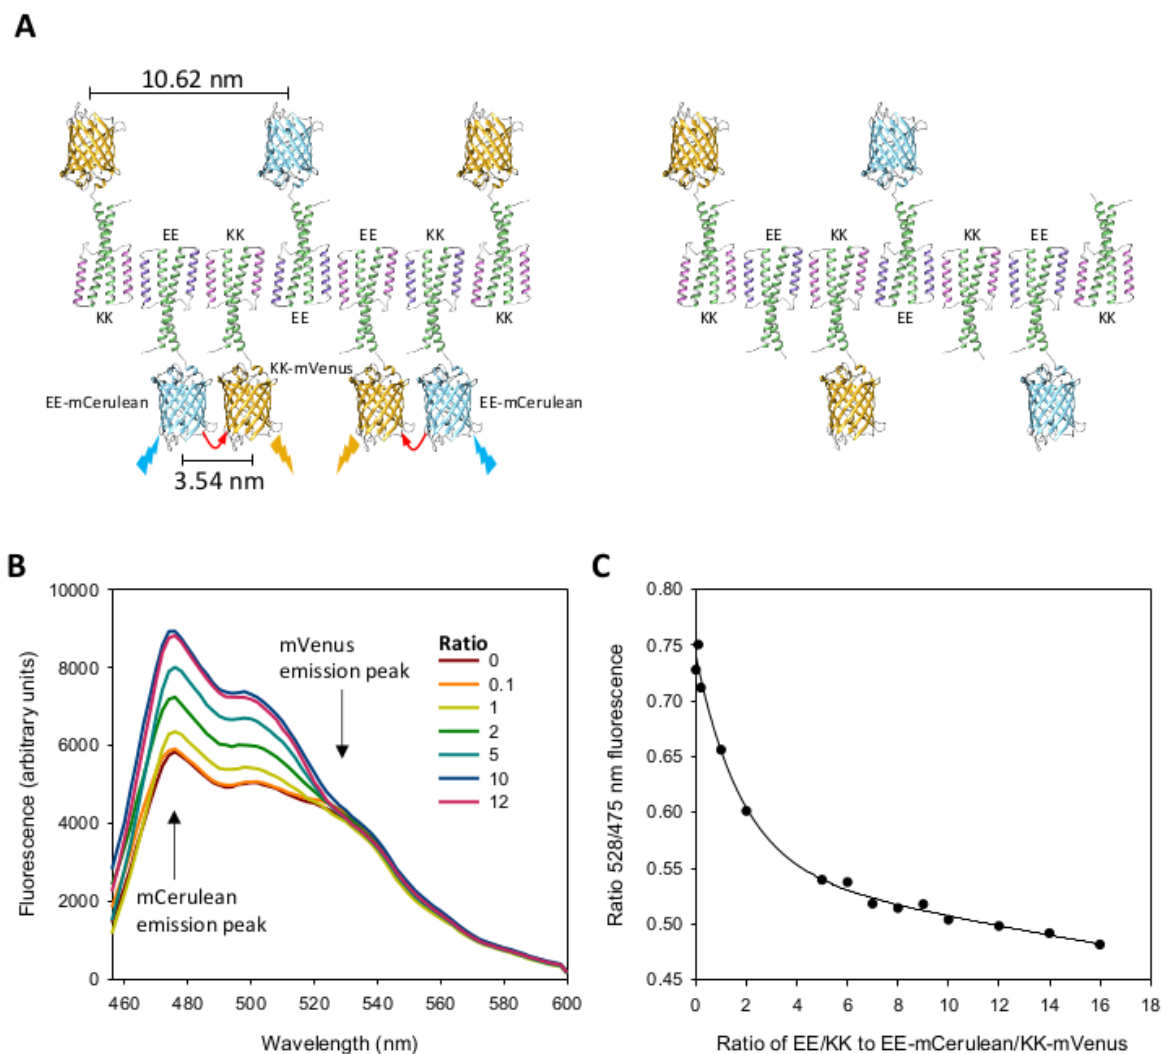 A
10.62 nm
EE
KK
EE
KK
KK
EE
KK
KK-mVenus
EE-mCerulean
EE-mCerulean
3.54 nm
EE
KK
KK
EE
KK
EE
KK
B
10000
8000
6000
4000
2000
0
Fluorescence (arbitrary units)
mVenus
emission peak
mCerulean
emission peak
Ratio
0
0.1
1
2
5
10
12
460 480 500 520 540 560 580 600
Wavelength (nm)
C
0.80
0.75
0.70
0.65
0.60
0.55
0.50
0.45
Ratio 528/475 nm fluorescence
0 2 4 6 8 10 12 14 16 18
Ratio of EE/KK to EE-mCerulean/KK-mVenus